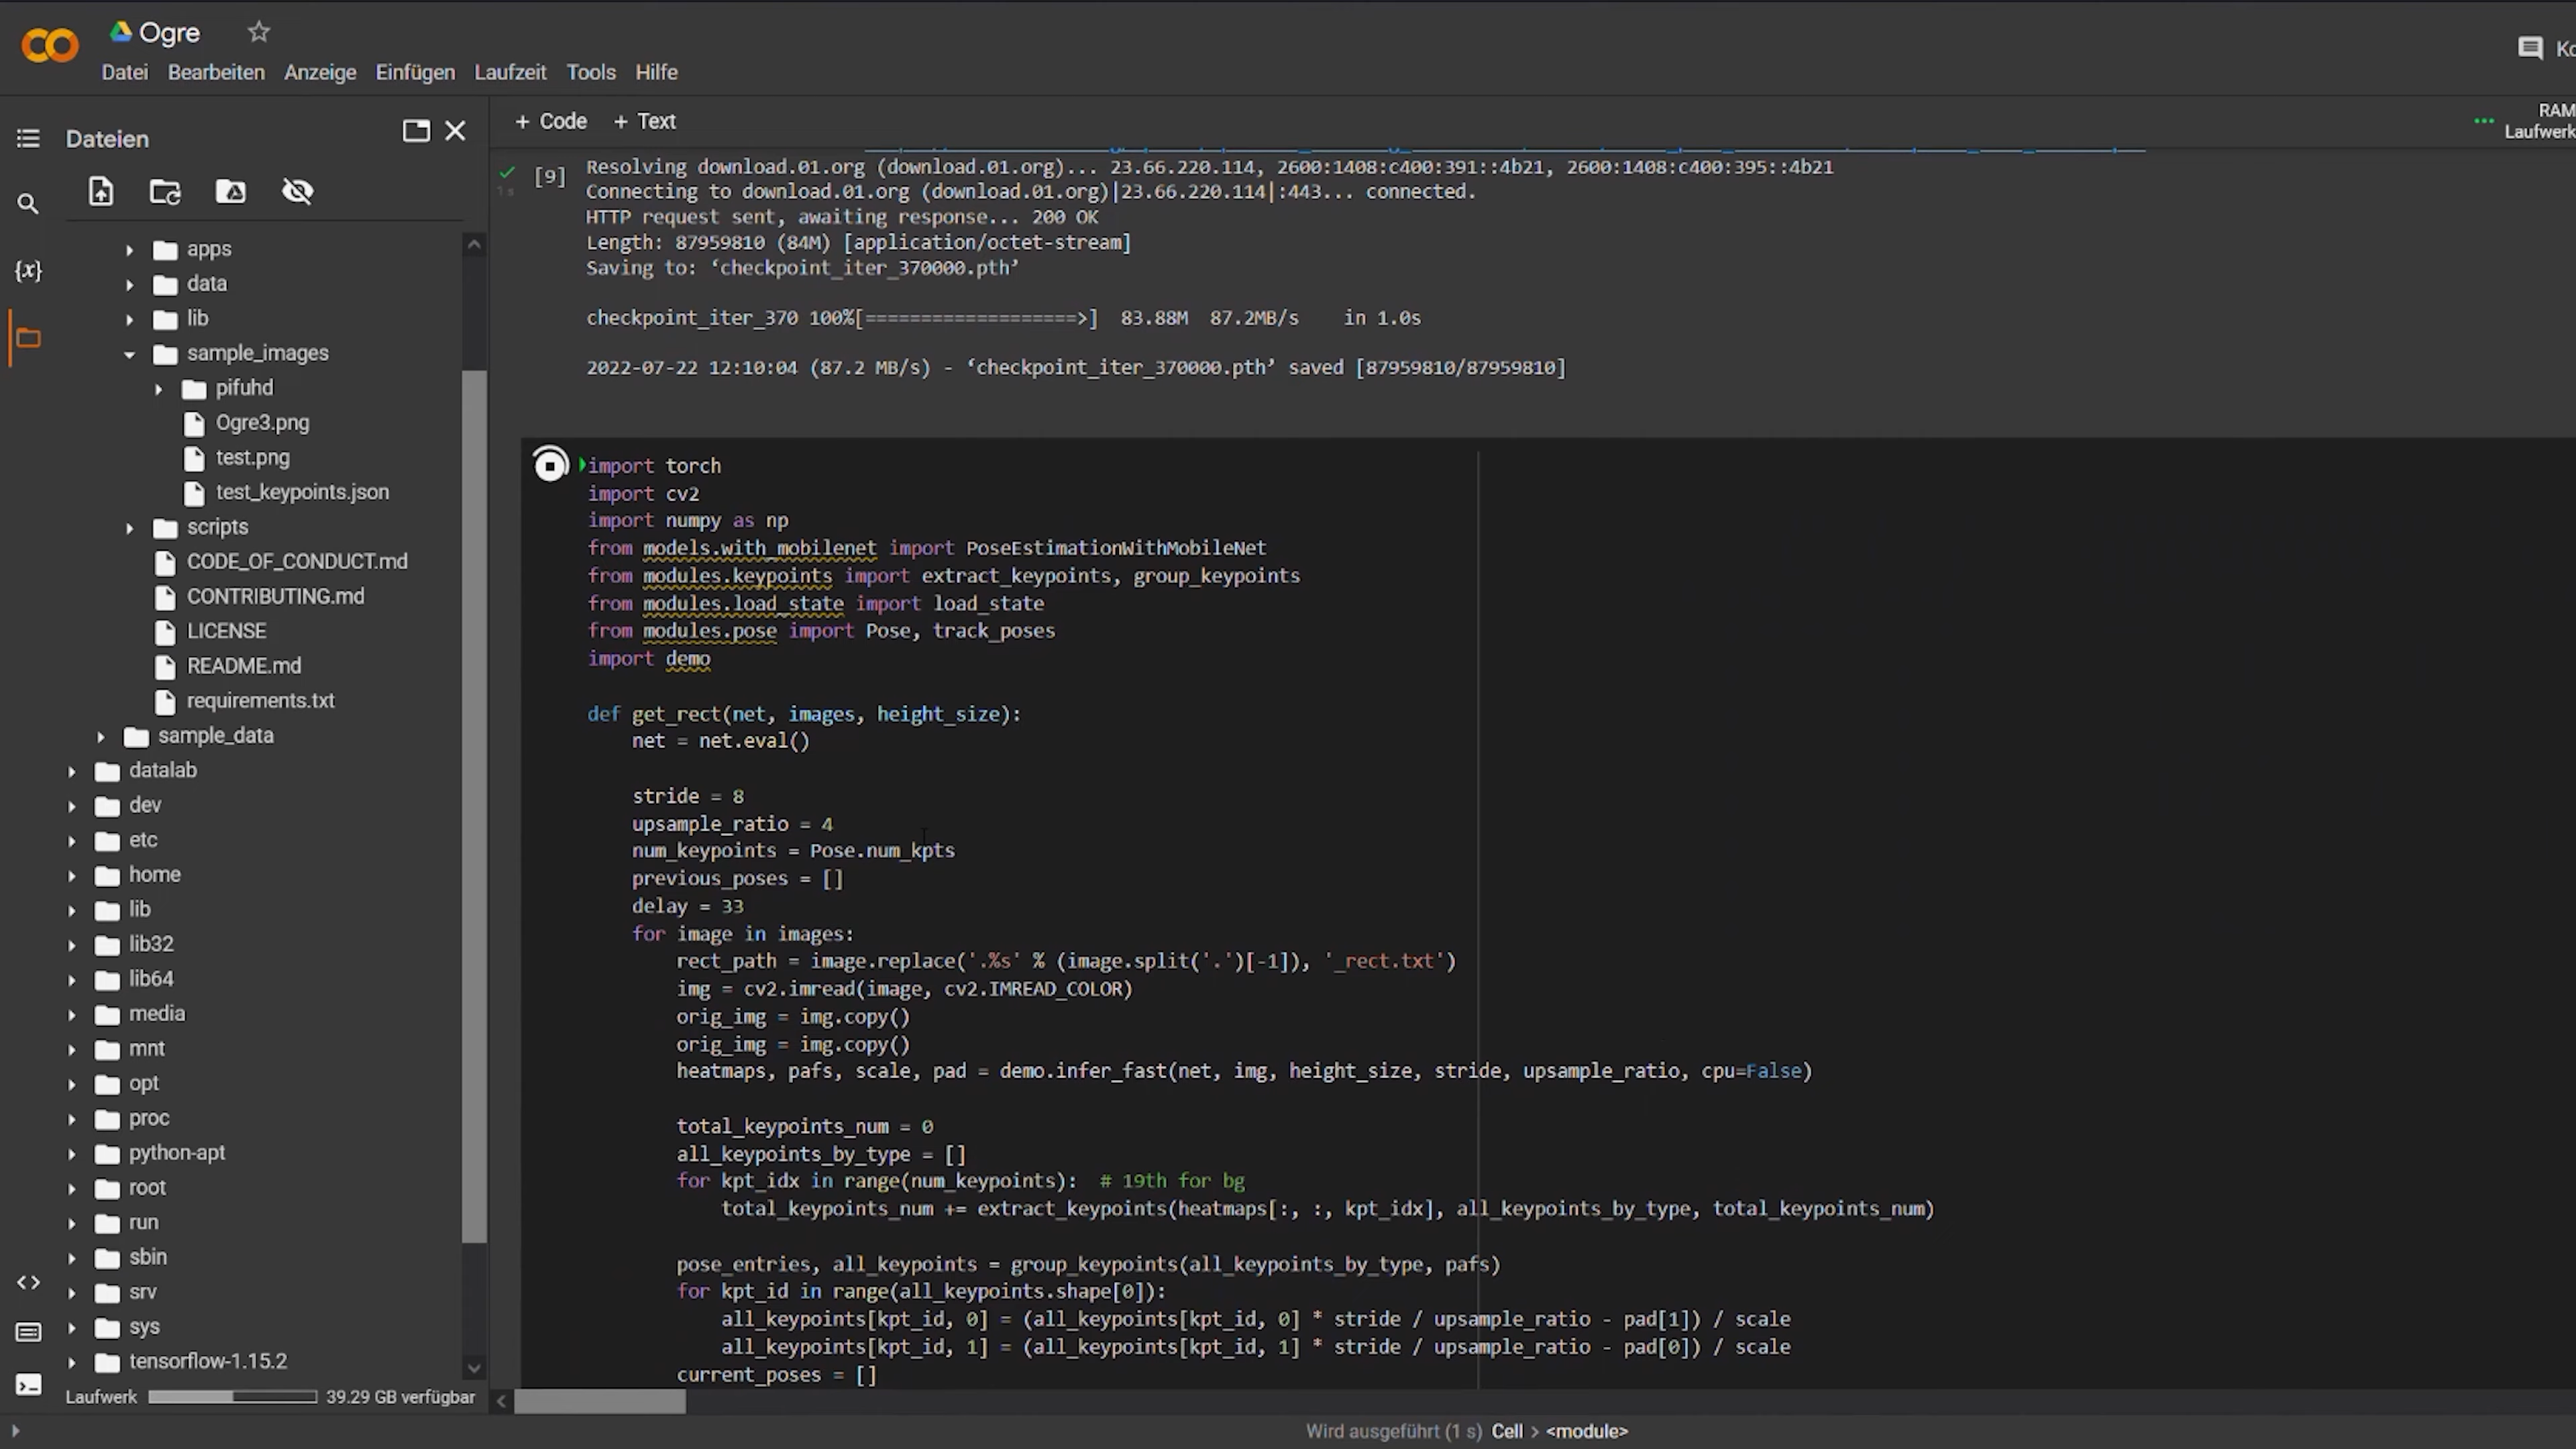 Ogre
Datei Bearbeiten Anzeige Einfügen Laufzeit Tools Hilfe
Dateien
apps
data
lib
sample_images
pifuhd
Ogre3.png
test.png
test_keypoints.json
scripts
CODE_OF_CONDUCT.md
CONTRIBUTING.md
LICENSE
README.md
requirements.txt
sample_data
datalab
dev
etc
home
lib
lib32
lib64
media
mnt
opt
proc
python-apt
root
run
sbin
srv
sys
tensorflow-1.15.2
Laufwerk 39.29 GB verfügbar
+ Code + Text
RAM
Laufwerk
[9]
1s
Resolving download.01.org (download.01.org)... 23.66.220.114, 2600:1408:c400:391::4b21, 2600:1408:c400:395::4b21
Connecting to download.01.org (download.01.org)|23.66.220.114|:443... connected.
HTTP request sent, awaiting response... 200 OK
Length: 87959810 (84M) [application/octet-stream]
Saving to: ‘checkpoint_iter_370000.pth’
checkpoint_iter_370 100%[===================>] 83.88M 87.2MB/s in 1.0s
2022-07-22 12:10:04 (87.2 MB/s) - ‘checkpoint_iter_370000.pth’ saved [87959810/87959810]
import torch
import cv2
import numpy as np
from models.with_mobilenet import PoseEstimationWithMobileNet
from modules.keypoints import extract_keypoints, group_keypoints
from modules.load_state import load_state
from modules.pose import Pose, track_poses
import demo
def get_rect(net, images, height_size):
net = net.eval()
stride = 8
upsample_ratio = 4
num_keypoints = Pose.num_kpts
previous_poses = []
delay = 33
for image in images:
rect_path = image.replace('.%s' % (image.split('.')[-1]), '_rect.txt')
img = cv2.imread(image, cv2.IMREAD_COLOR)
orig_img = img.copy()
orig_img = img.copy()
heatmaps, pafs, scale, pad = demo.infer_fast(net, img, height_size, stride, upsample_ratio, cpu=False)
total_keypoints_num = 0
all_keypoints_by_type = []
for kpt_idx in range(num_keypoints): # 19th for bg
total_keypoints_num += extract_keypoints(heatmaps[:, :, kpt_idx], all_keypoints_by_type, total_keypoints_num)
pose_entries, all_keypoints = group_keypoints(all_keypoints_by_type, pafs)
for kpt_id in range(all_keypoints.shape[0]):
all_keypoints[kpt_id, 0] = (all_keypoints[kpt_id, 0] * stride / upsample_ratio - pad[1]) / scale
all_keypoints[kpt_id, 1] = (all_keypoints[kpt_id, 1] * stride / upsample_ratio - pad[0]) / scale
current_poses = []
Wird ausgeführt (1 s) Cell > <module>